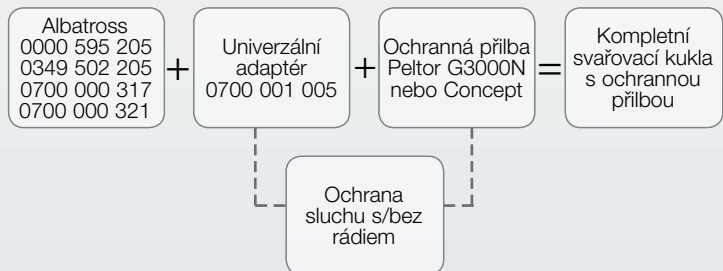 Albatross
0000 595 205
0349 502 205
0700 000 317
0700 000 321
+
Univerzální
adaptér
0700 001 005
+
Ochranná přilba
Peltor G3000N
nebo Concept
=
Kompletní
svařovací kukla
s ochrannou
přilbou
Ochrana
sluchu s/bez
rádiem